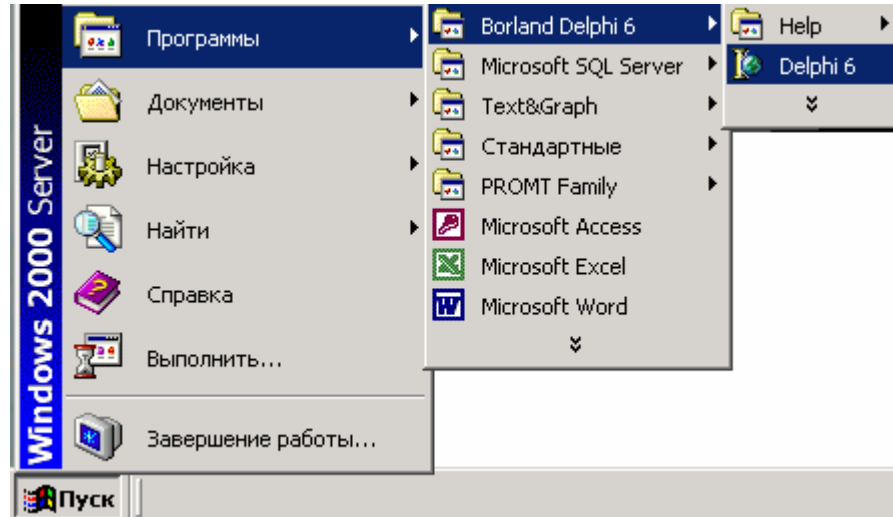 Windows 2000 Server
Программы
Документы
Настройка
Найти
Справка
Выполнить...
Завершение работы...
Borland Delphi 6
Microsoft SQL Server
Text&Graph
Стандартные
PROMT Family
Microsoft Access
Microsoft Excel
Microsoft Word
Help
Delphi 6
Пуск